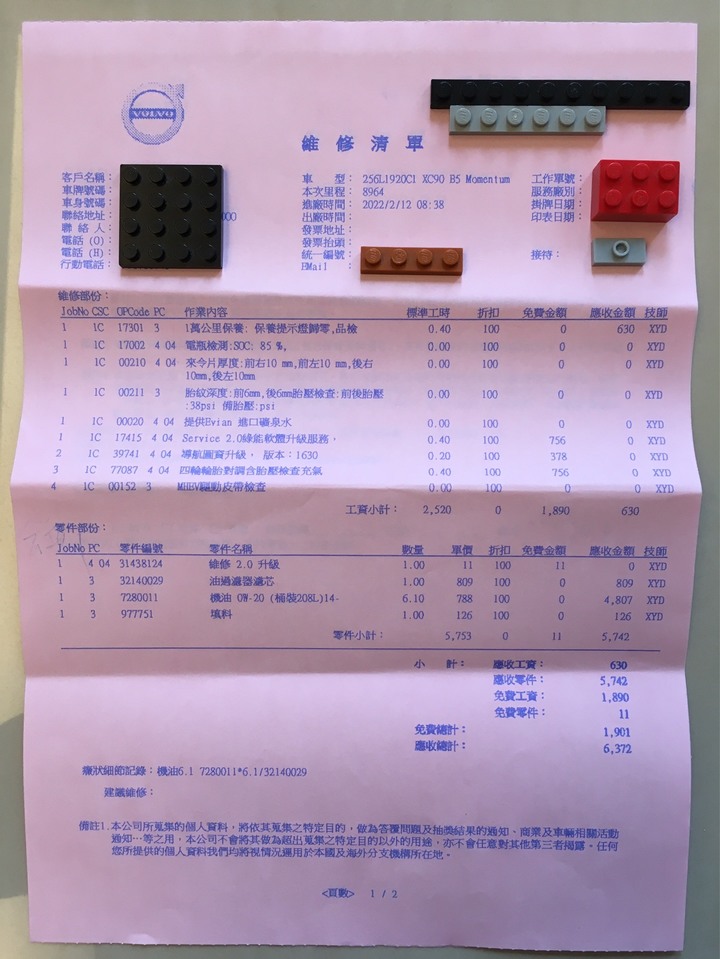 VOLVO
維修清單
客戶名稱：
車牌號碼：
車身號碼：
聯絡地址： 000
聯 絡 人：
電話 (O)：
電話 (H)：
行動電話：
車 型： 256L1920C1 XC90 B5 Momentum
本次里程： 8964
進廠時間： 2022/2/12 08:38
出廠時間：
發票地址：
發票抬頭：
統一編號：
EMail ：
工作單號：
服務廠別：
掛牌日期：
印表日期：
接待：
維修部份：
JobNo CSC OPCode PC 作業內容 標準工時 折扣 免費金額 應收金額 技師
1 1C 17301 3 1萬公里保養: 保養提示燈歸零,品檢 0.40 100 0 630 XYD
1 1C 17002 4 04 電瓶檢測:SOC: 85 %, 0.00 100 0 0 XYD
1 1C 00210 4 04 來令片厚度:前右10 mm,前左10 mm,後右 0.00 100 0 0 XYD
10mm,後左10mm
1 1C 00211 3 胎紋深度:前6mm,後6mm胎壓檢查:前後胎壓 0.00 100 0 0 XYD
:38psi 備胎壓:psi
1 1C 00020 4 04 提供Evian 進口礦泉水 0.00 100 0 0 XYD
1 1C 17415 4 04 Service 2.0綠能軟體升級服務。 0.40 100 756 0 XYD
2 1C 39741 4 04 導航圖資升級， 版本：1630 0.20 100 378 0 XYD
3 1C 77087 4 04 四輪輪胎對調含胎壓檢查充氣 0.40 100 756 0 XYD
4 1C 00152 3 MHEV驅動皮帶檢查 0.00 100 0 0 XYD
工資小計： 2,520 0 1,890 630
零件部份：
JobNo PC 零件編號 零件名稱 數量 單價 折扣 免費金額 應收金額 技師
1 4 04 31438124 維修 2.0 升級 1.00 11 100 11 0 XYD
1 3 32140029 油過濾器濾芯 1.00 809 100 0 809 XYD
1 3 7280011 機油 0W-20 (桶裝208L)14- 6.10 788 100 0 4,807 XYD
1 3 977751 填料 1.00 126 100 0 126 XYD
零件小計： 5,753 0 11 5,742
小 計： 應收工資： 630
應收零件： 5,742
免費工資： 1,890
免費零件： 11
免費總計： 1,901
應收總計： 6,372
癥狀細節記錄：機油6.1 7280011*6.1/32140029
建議維修：
備註1.本公司所蒐集的個人資料，將依其蒐集之特定目的，做為答覆問題及抽獎結果的通知、商業及車輛相關活動
通知…等之用，本公司不會將其做為超出蒐集之特定目的以外的用途，亦不會任意對其他第三者揭露。任何
您所提供的個人資料我們均將視情況運用於本國及海外分支機構所在地。
<頁數> 1 / 2